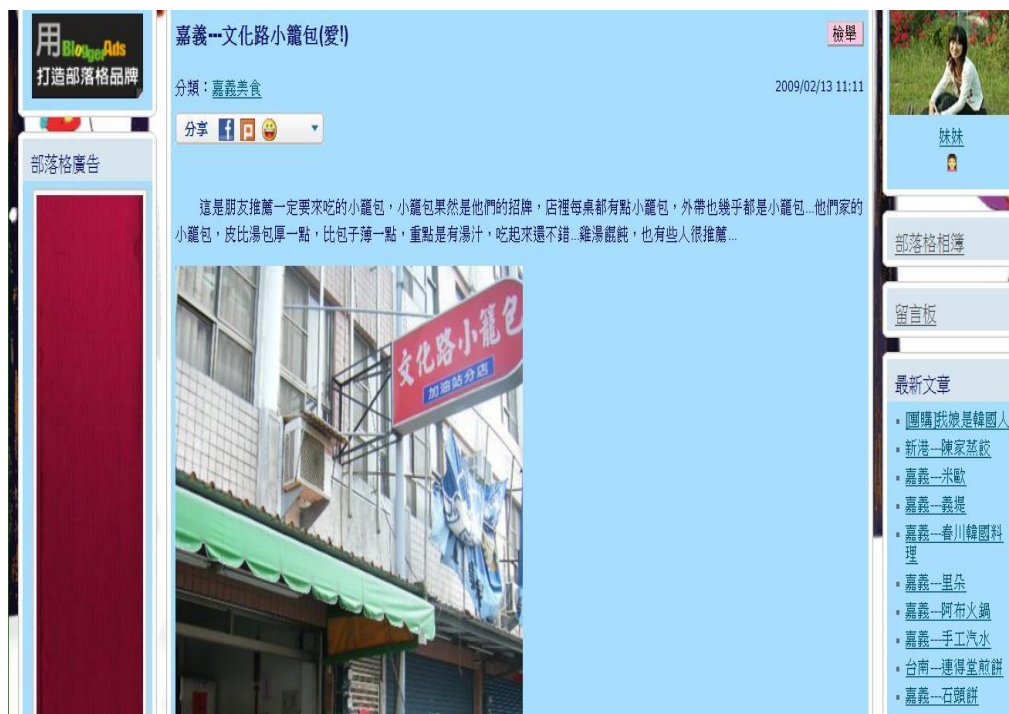 用BloggerAds
打造部落格品牌
部落格廣告
嘉義---文化路小籠包(愛!)
檢舉
分類：嘉義美食
2009/02/13 11:11
分享
這是朋友推薦一定要來吃的小籠包，小籠包果然是他們的招牌，店裡每桌都有點小籠包，外帶也幾乎都是小籠包...他們家的
小籠包，皮比湯包厚一點，比包子薄一點，重點是有湯汁，吃起來還不錯...雞湯餛飩，也有些人很推薦...
文化路小籠包
加油站分店
妹妹
部落格相簿
留言板
最新文章
[團購]我娘是韓國人
新港---陳家蒸餃
嘉義---米歐
嘉義---義堤
嘉義---春川韓國料
理
嘉義---里朵
嘉義---阿布火鍋
嘉義---手工汽水
台南---連得堂煎餅
嘉義---石頭餅